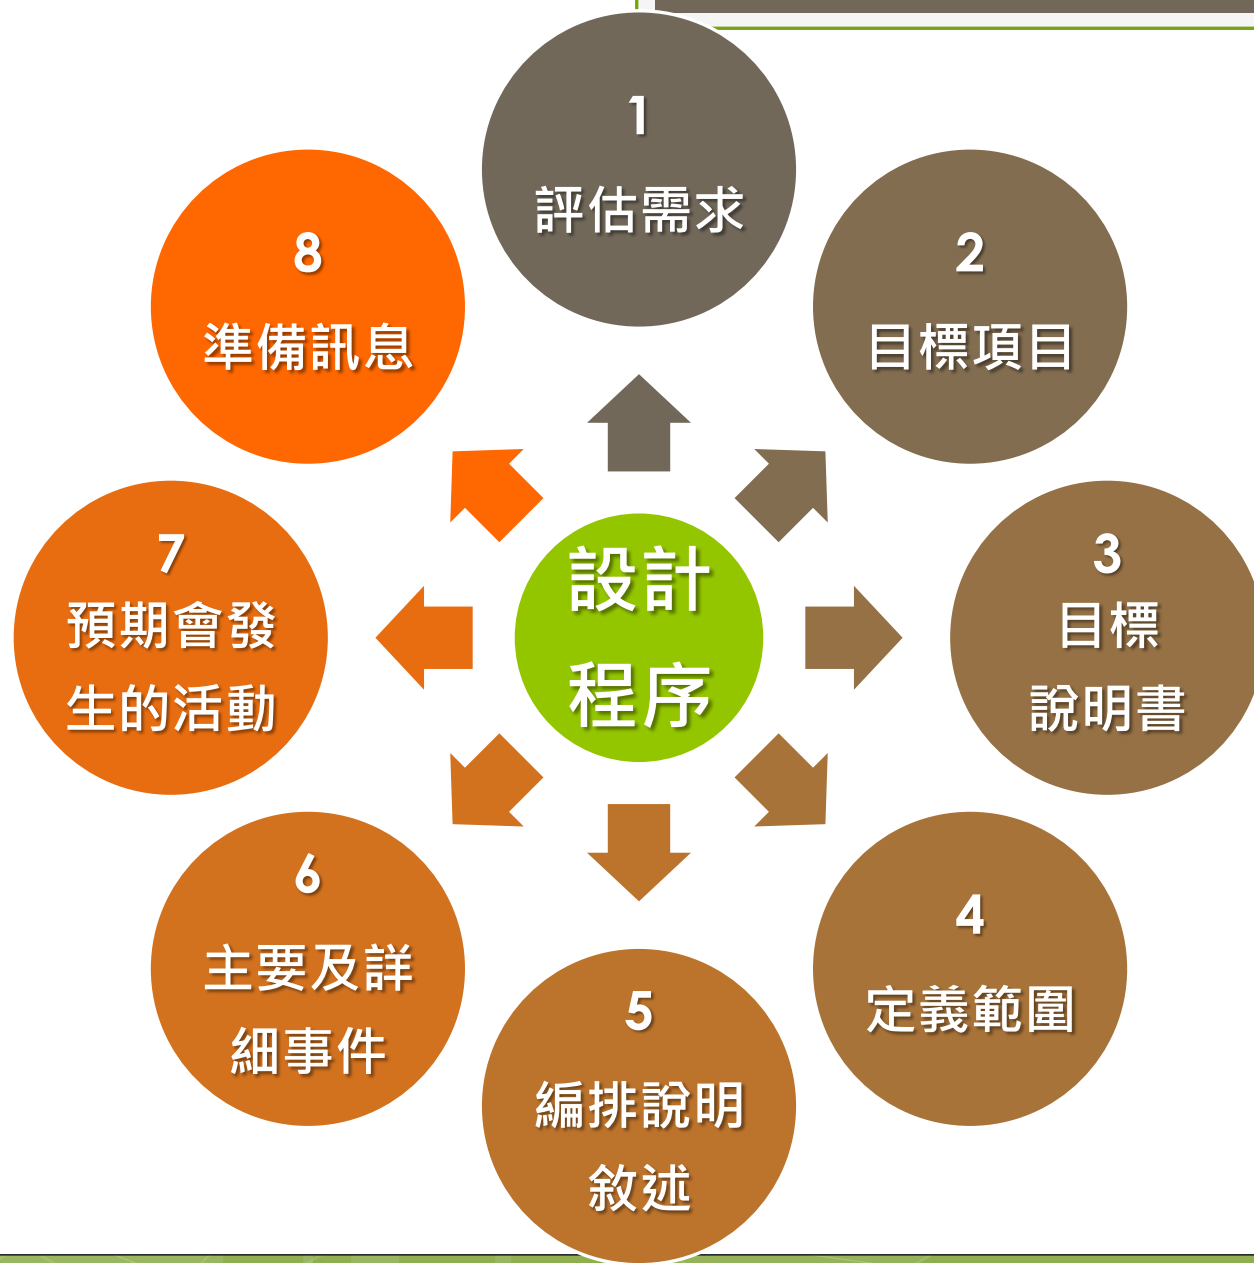 1
評估需求
2
目標項目
3
目標
說明書
4
定義範圍
5
編排說明
敘述
6
主要及詳
細事件
7
預期會發
生的活動
8
準備訊息
設計
程序